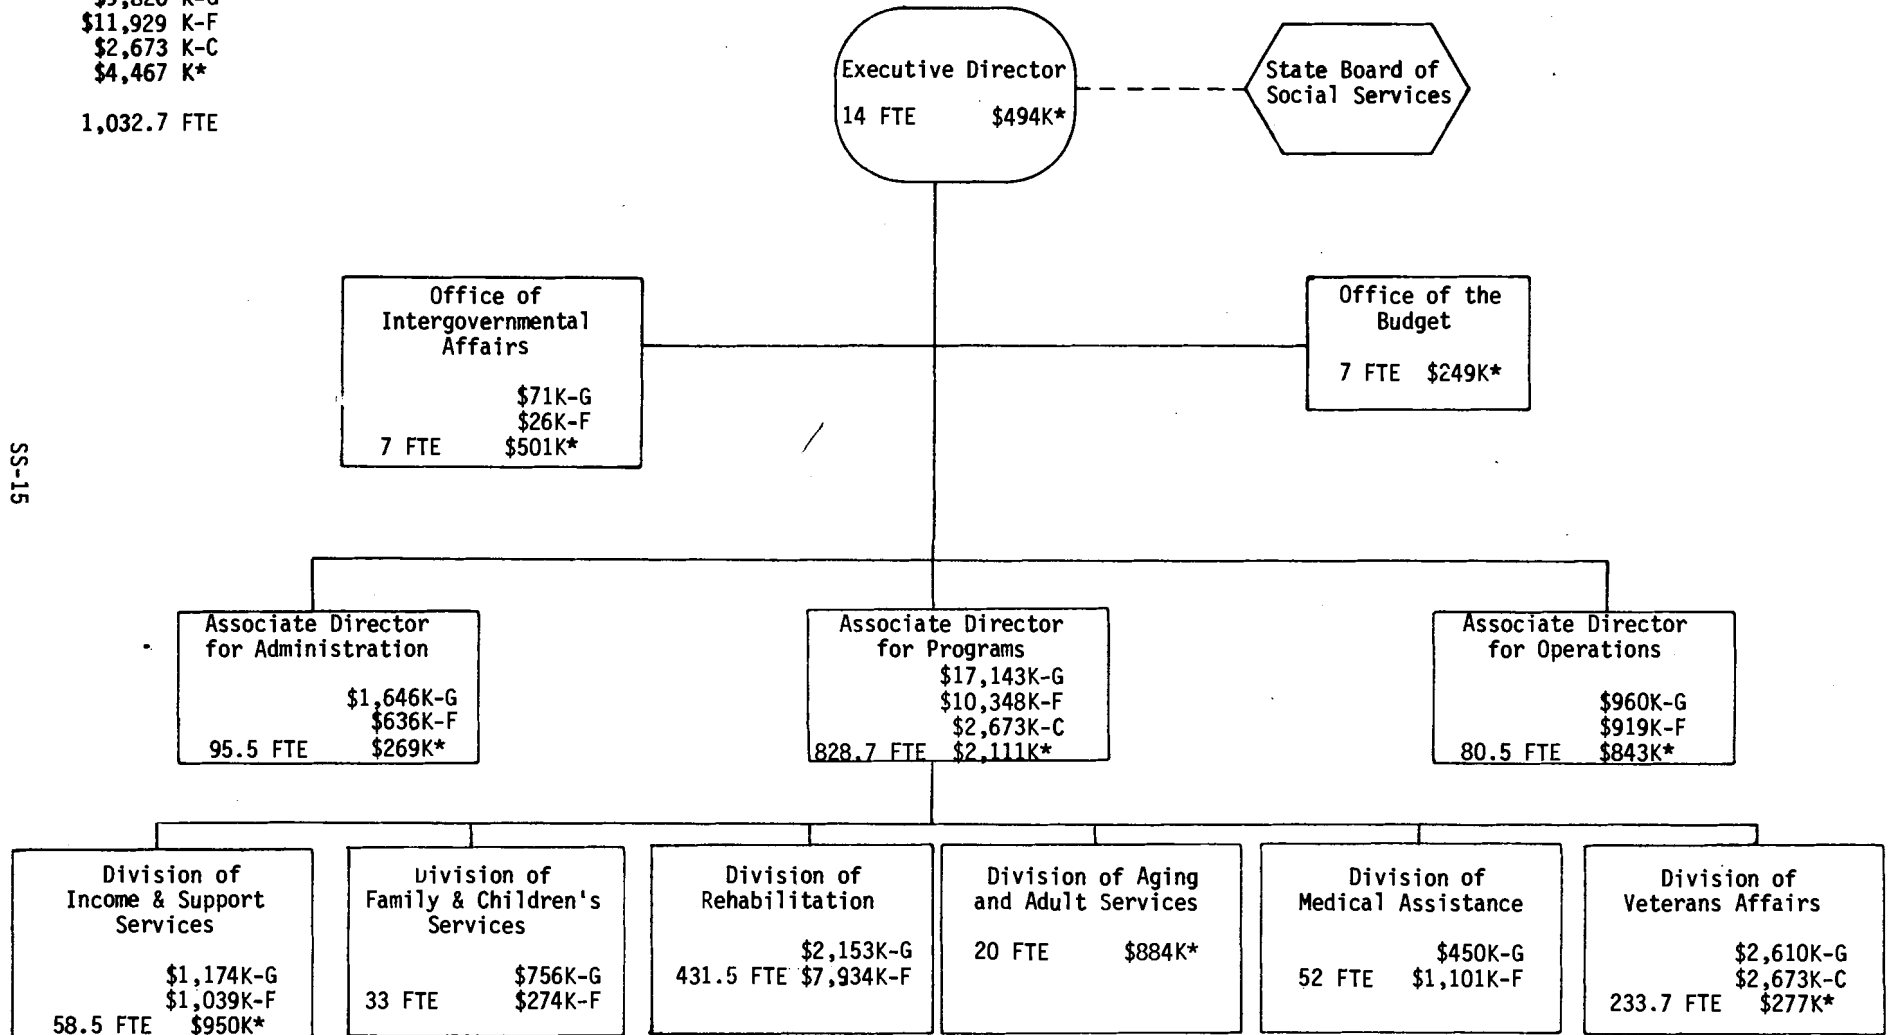 $11,929 K-F
$2,673 K-C
$4,467 K*
1,032.7 FTE
Executive Director
14 FTE $494K*
State Board of
Social Services
Office of
Intergovernmental
Affairs
$71K-G
$26K-F
7 FTE $501K*
Office of the
Budget
7 FTE $249K*
SS-15
Associate Director
for Administration
$1,646K-G
$636K-F
95.5 FTE $269K*
Associate Director
for Programs
$17,143K-G
$10,348K-F
$2,673K-C
828.7 FTE $2,111K*
Associate Director
for Operations
$960K-G
$919K-F
80.5 FTE $843K*
Division of
Income & Support
Services
$1,174K-G
$1,039K-F
58.5 FTE $950K*
Division of
Family & Children's
Services
$756K-G
33 FTE $274K-F
Division of
Rehabilitation
$2,153K-G
431.5 FTE $7,934K-F
Division of Aging
and Adult Services
20 FTE $884K*
Division of
Medical Assistance
$450K-G
52 FTE $1,101K-F
Division of
Veterans Affairs
$2,610K-G
$2,673K-C
233.7 FTE $277K*